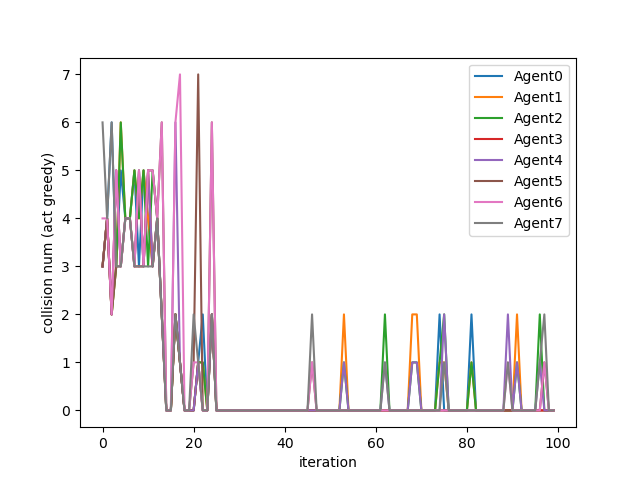 collision num (act greedy)
7
6
5
4
3
2
1
0
Agent0
Agent1
Agent2
Agent3
Agent4
Agent5
Agent6
Agent7
0 20 40 60 80 100
iteration